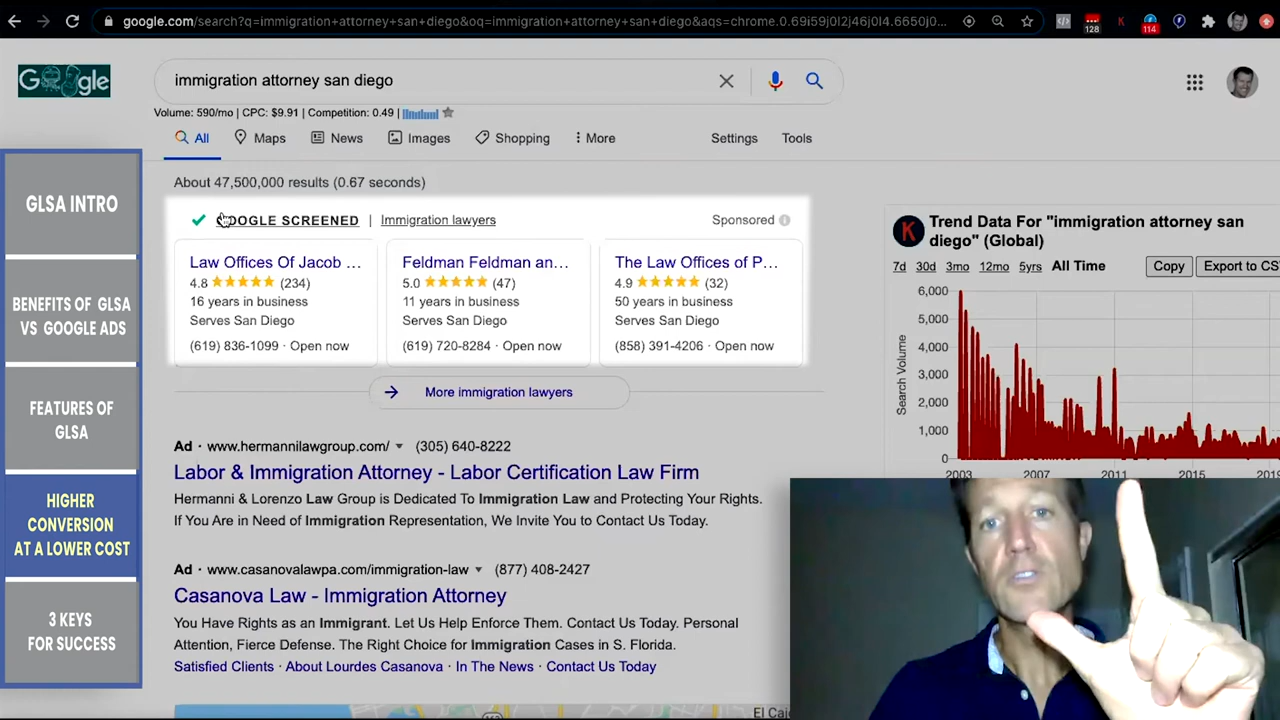 google.com/search?q=immigration+attorney+san+diego&oq=immigration+attorney+san+diego&aqs=chrome.0.69i59j0l2j46j0l4.6650j0...
128
K
114
Google
immigration attorney san diego
Volume: 590/mo | CPC: $9.91 | Competition: 0.49 |
All
Maps
News
Images
Shopping
More
Settings
Tools
About 47,500,000 results (0.67 seconds)
GLSA INTRO
BENEFITS OF GLSA
VS GOOGLE ADS
FEATURES OF
GLSA
HIGHER
CONVERSION
AT A LOWER COST
3 KEYS
FOR SUCCESS
GOOGLE SCREENED | Immigration lawyers
Sponsored
Law Offices Of Jacob ...
4.8 (234)
16 years in business
Serves San Diego
(619) 836-1099 · Open now
Feldman Feldman an...
5.0 (47)
11 years in business
Serves San Diego
(619) 720-8284 · Open now
The Law Offices of P...
4.9 (32)
50 years in business
Serves San Diego
(858) 391-4206 · Open now
More immigration lawyers
Ad · www.hermannilawgroup.com/ (305) 640-8222
Labor & Immigration Attorney - Labor Certification Law Firm
Hermanni & Lorenzo Law Group is Dedicated To Immigration Law and Protecting Your Rights.
If You Are in Need of Immigration Representation, We Invite You to Contact Us Today.
Ad · www.casanovalawpa.com/immigration-law (877) 408-2427
Casanova Law - Immigration Attorney
You Have Rights as an Immigrant. Let Us Help Enforce Them. Contact Us Today. Personal
Attention, Fierce Defense. The Right Choice for Immigration Cases in S. Florida.
Satisfied Clients · About Lourdes Casanova · In The News · Contact Us Today
El Caj
K
Trend Data For "immigration attorney san
diego" (Global)
7d 30d 3mo 12mo 5yrs All Time
Copy
Export to CS
Search Volume
6,000
5,000
4,000
3,000
2,000
1,000
0
2003 2007 2011 2015 2019